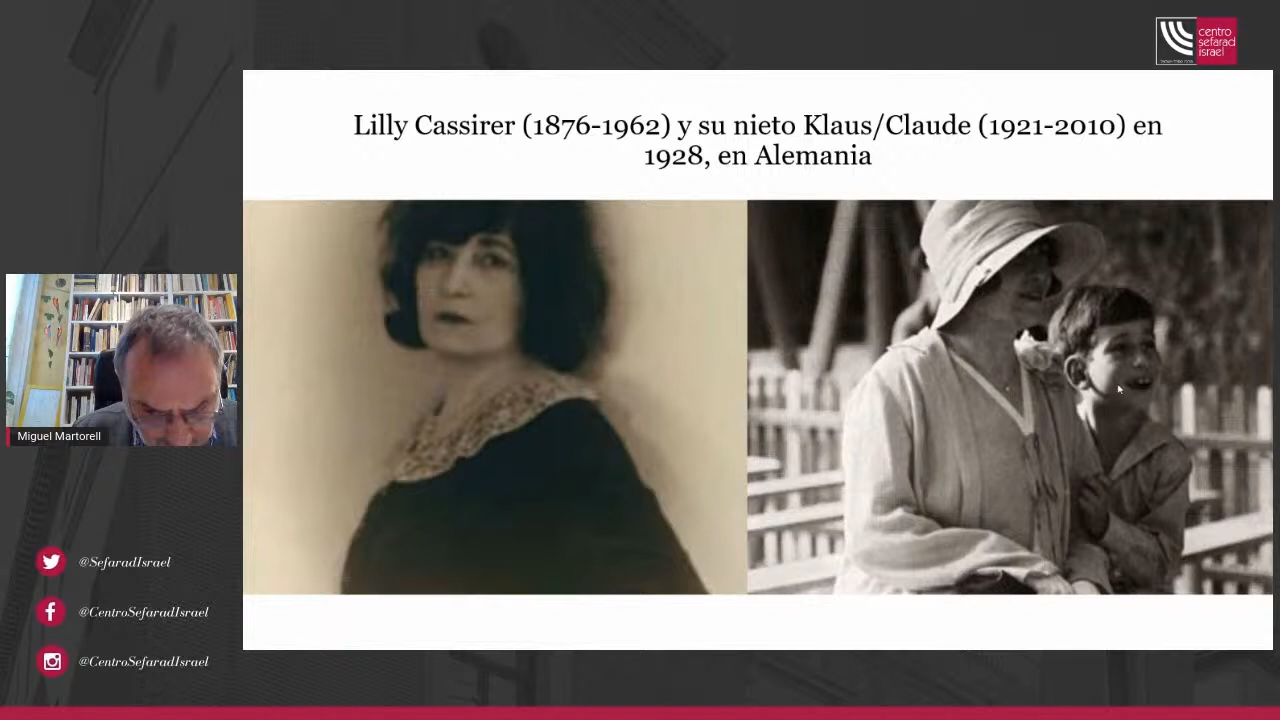 centro
sefarad
israel
Lilly Cassirer (1876-1962) y su nieto Klaus/Claude (1921-2010) en
1928, en Alemania
Miguel Martorell
@SefaradIsrael
@CentroSefaradIsrael
@CentroSefaradIsrael